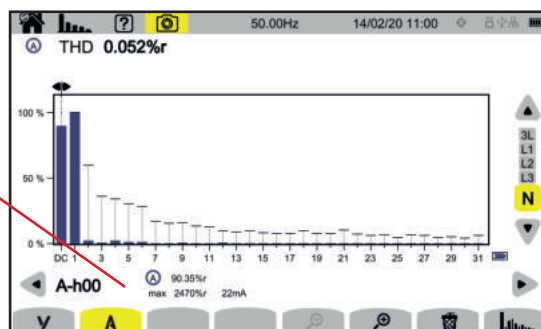 ? 50.00Hz 14/02/20 11:00
A THD 0.052%r
100 %
50 %
0 %
DC 1 3 5 7 9 11 13 15 17 19 21 23 25 27 29 31
3L
L1
L2
L3
N
A-h00
A 90.35%r
max 2470%r 22mA
V A